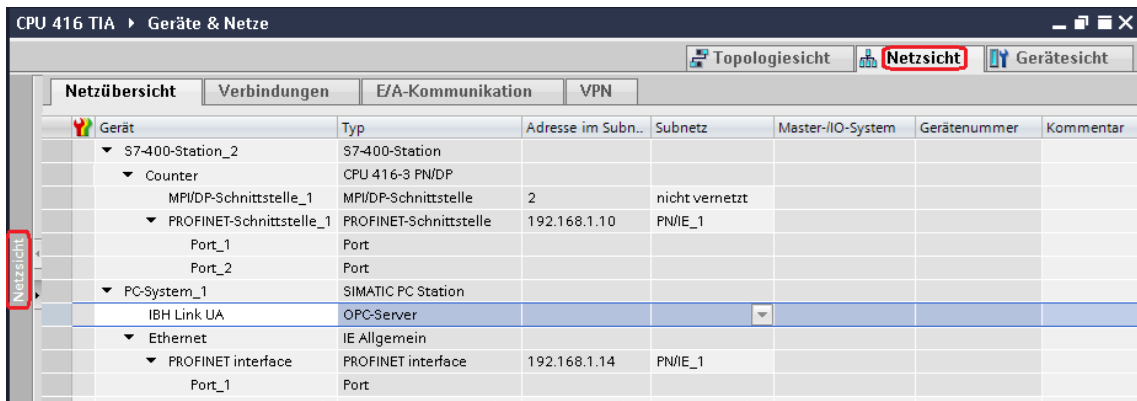 CPU 416 TIA ▸ Geräte & Netze
Topologiesicht Netzsicht Gerätesicht
Netzübersicht Verbindungen E/A-Kommunikation VPN
Gerät Typ Adresse im Subn.. Subnetz Master-/IO-System Gerätenummer Kommentar
S7-400-Station_2 S7-400-Station
Counter CPU 416-3 PN/DP
MPI/DP-Schnittstelle_1 MPI/DP-Schnittstelle 2 nicht vernetzt
PROFINET-Schnittstelle_1 PROFINET-Schnittstelle 192.168.1.10 PN/IE_1
Port_1 Port
Port_2 Port
PC-System_1 SIMATIC PC Station
IBH Link UA OPC-Server
Ethernet IE Allgemein
PROFINET interface PROFINET interface 192.168.1.14 PN/IE_1
Port_1 Port
Netzsicht